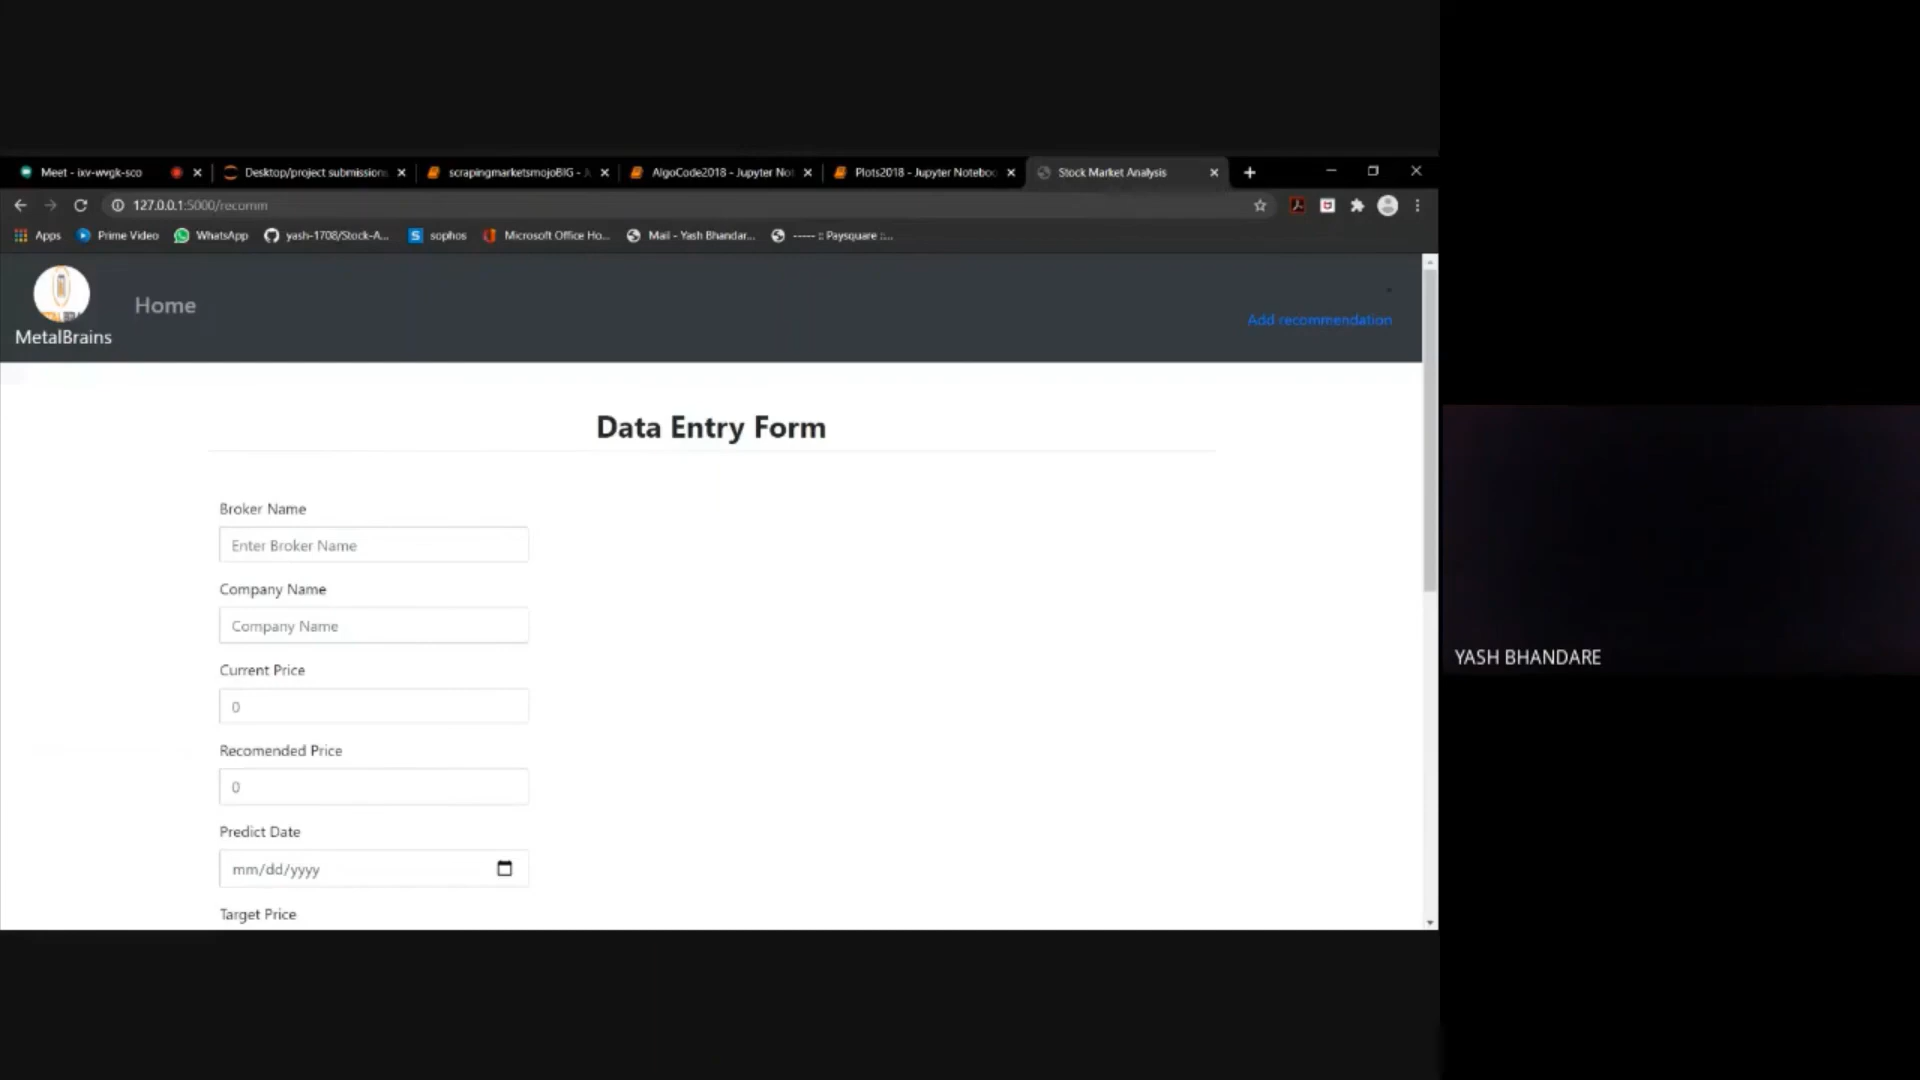 Meet - ixv-wvgk-sco
Desktop/project submissions
scrapingmarketsmojoBIG - J
AlgoCode2018 - Jupyter Not
Plots2018 - Jupyter Noteboo
Stock Market Analysis
127.0.0.1:5000/recomm
Apps
Prime Video
WhatsApp
yash-1708/Stock-A...
sophos
Microsoft Office Ho...
Mail - Yash Bhandar...
----- :: Paysquare ::...
MetalBrains
Home
Add recommendation
Data Entry Form
Broker Name
Enter Broker Name
Company Name
Company Name
Current Price
0
Recomended Price
0
Predict Date
mm/dd/yyyy
Target Price
YASH BHANDARE